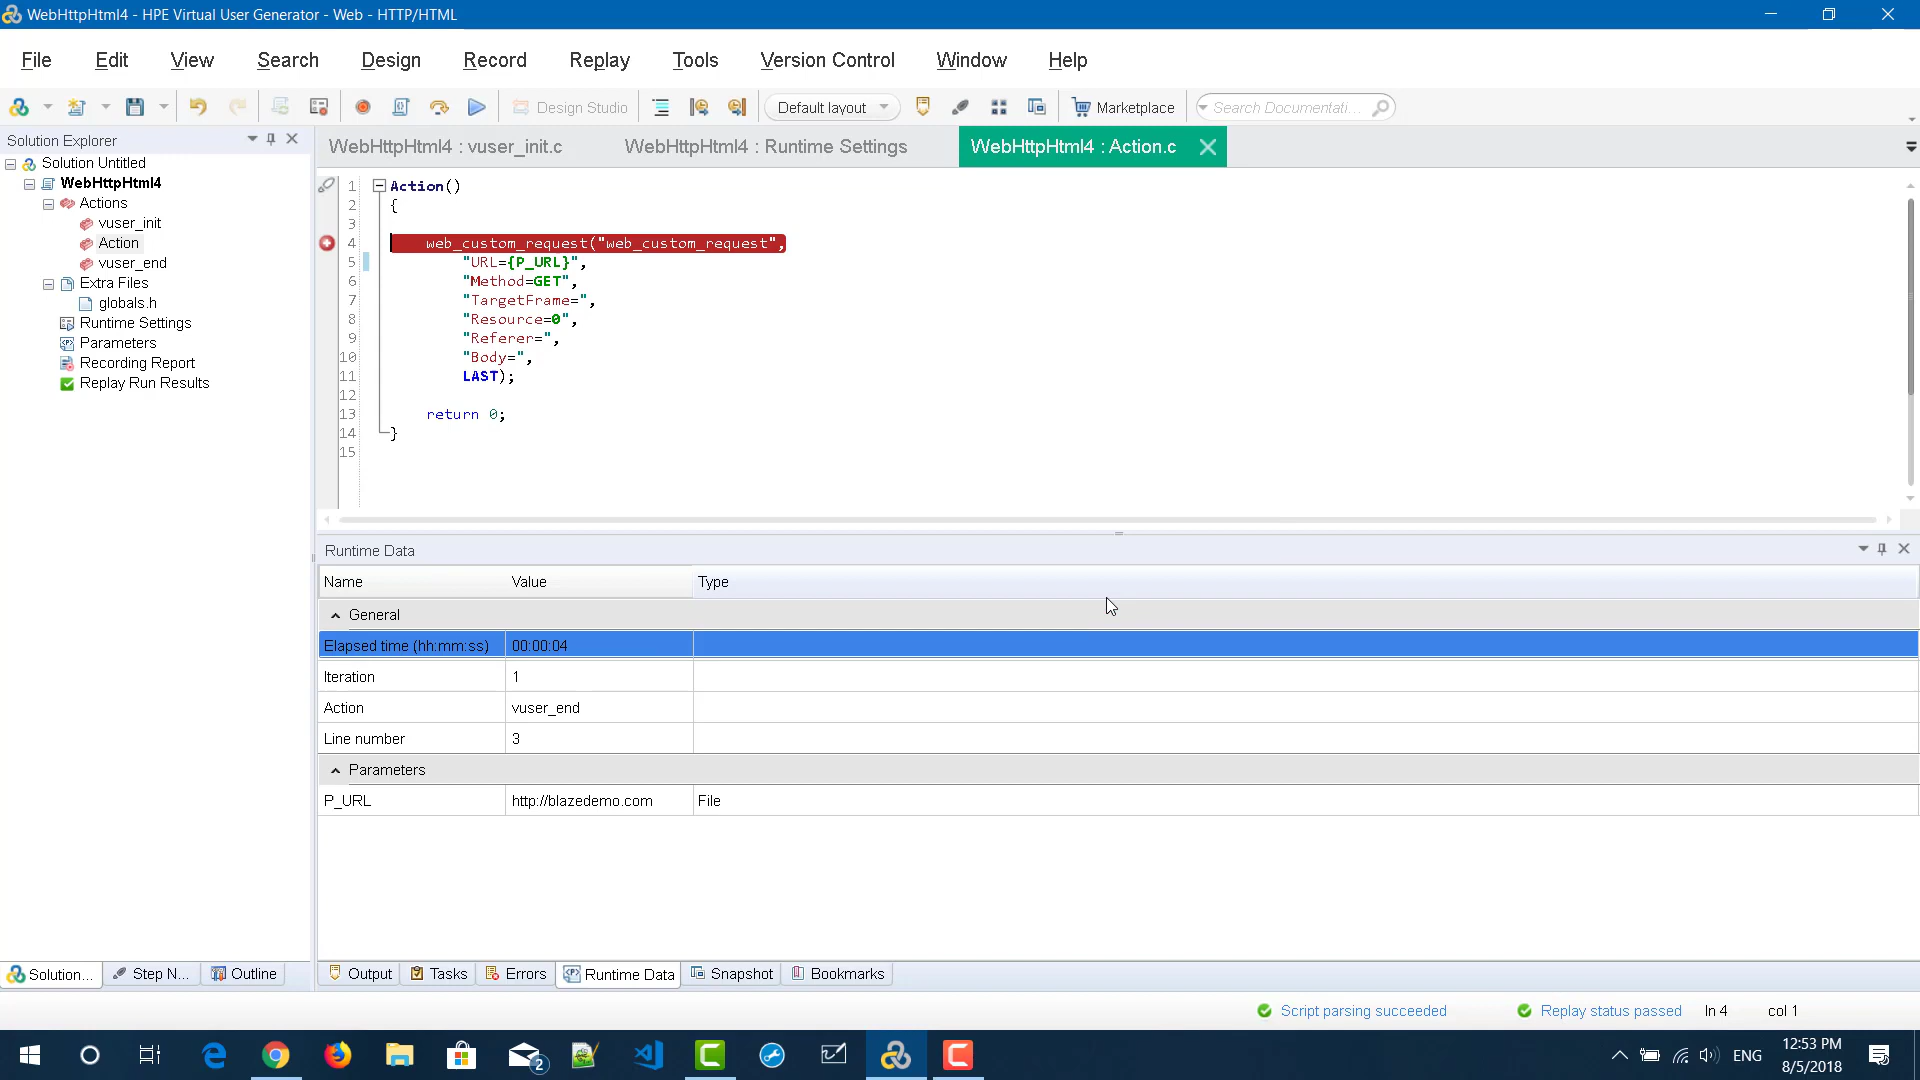 WebHttpHtml4 - HPE Virtual User Generator - Web - HTTP/HTML
File Edit View Search Design Record Replay Tools Version Control Window Help
Design Studio Default layout Marketplace Search Documentati...
Solution Explorer
Solution Untitled
WebHttpHtml4
Actions
vuser_init
Action
vuser_end
Extra Files
globals.h
Runtime Settings
Parameters
Recording Report
Replay Run Results
WebHttpHtml4 : vuser_init.c WebHttpHtml4 : Runtime Settings WebHttpHtml4 : Action.c
1 Action()
2 {
3
4 web_custom_request("web_custom_request",
5 "URL={P_URL}",
6 "Method=GET",
7 "TargetFrame=",
8 "Resource=0",
9 "Referer=",
10 "Body=",
11 LAST);
12
13 return 0;
14 }
15
Runtime Data
Name Value Type
General
Elapsed time (hh:mm:ss) 00:00:04
Iteration 1
Action vuser_end
Line number 3
Parameters
P_URL http://blazedemo.com File
Solution... Step N... Outline
Output Tasks Errors Runtime Data Snapshot Bookmarks
Script parsing succeeded Replay status passed ln 4 col 1
2
ENG
12:53 PM
8/5/2018